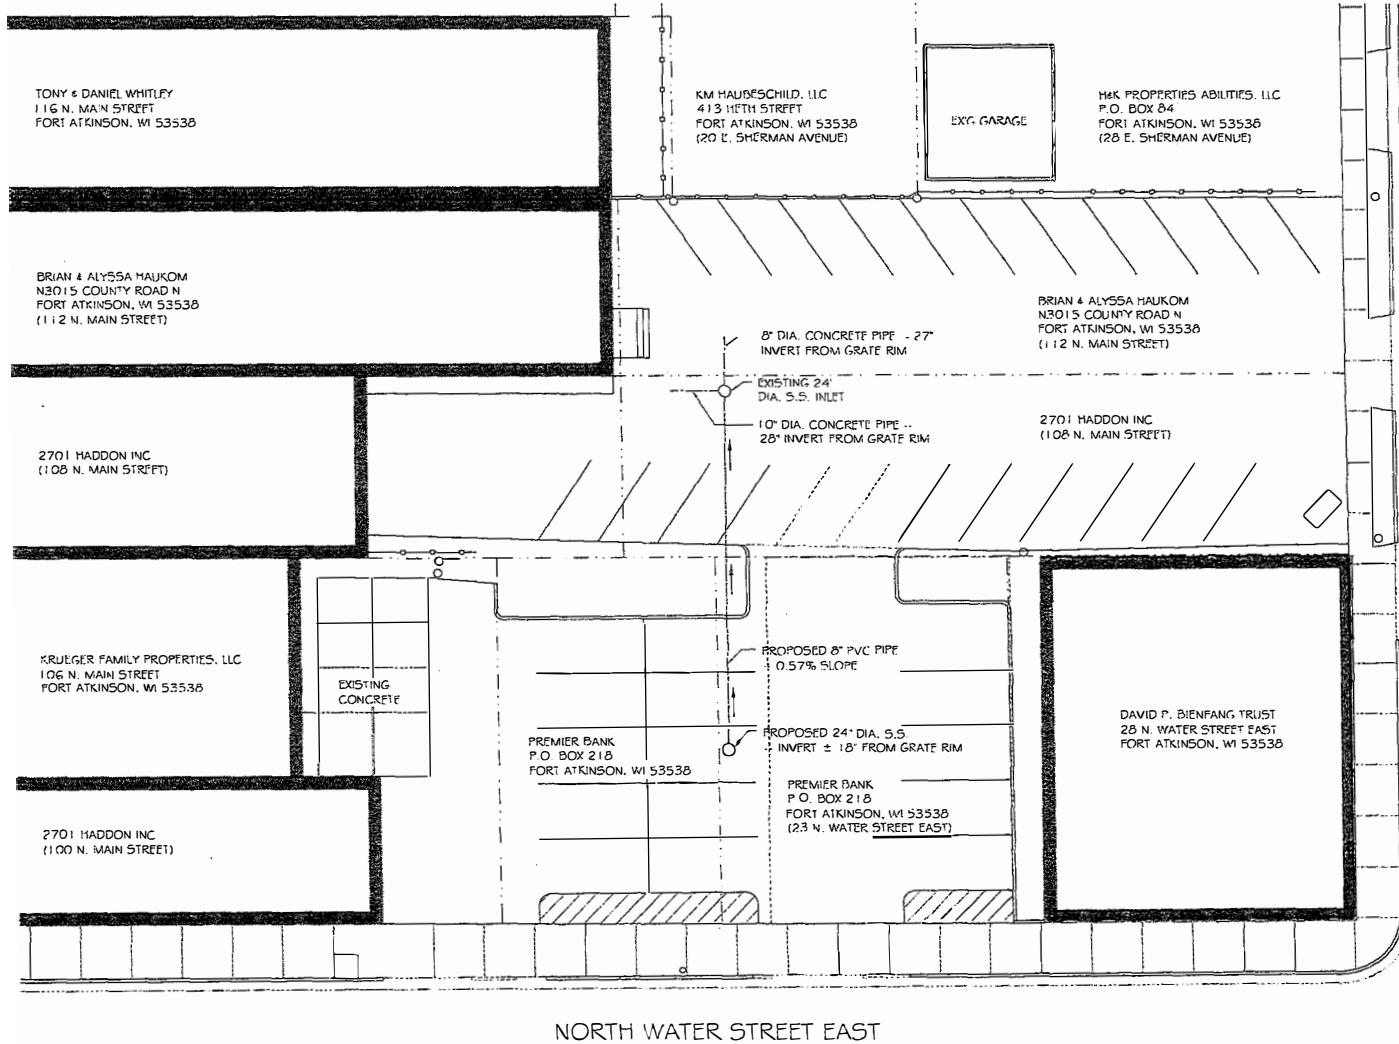 TONY & DANIEL WHITLEY
116 N. MAIN STREET
FORT ATKINSON, WI 53538
KM HAUBESCHILD, LLC
413 HETH STREET
FORT ATKINSON, WI 53538
(20 E. SHERMAN AVENUE)
EX'G GARAGE
H&K PROPERTIES ABILITIES, LLC
P.O. BOX 84
FORT ATKINSON, WI 53538
(28 E. SHERMAN AVENUE)
BRIAN & ALYSSA HAUKOM
N3015 COUNTY ROAD N
FORT ATKINSON, WI 53538
(112 N. MAIN STREET)
BRIAN & ALYSSA HAUKOM
N3015 COUNTY ROAD N
FORT ATKINSON, WI 53538
(112 N. MAIN STREET)
8" DIA. CONCRETE PIPE - 27"
INVERT FROM GRATE RIM
EXISTING 24"
DIA. S.S. INLET
10" DIA. CONCRETE PIPE --
28" INVERT FROM GRATE RIM
2701 HADDON INC
(108 N. MAIN STREET)
2701 HADDON INC
(108 N. MAIN STREET)
KRUEGER FAMILY PROPERTIES, LLC
106 N. MAIN STREET
FORT ATKINSON, WI 53538
EXISTING
CONCRETE
PROPOSED 8" PVC PIPE
- 0.57% SLOPE
PROPOSED 24" DIA. S.S.
- INVERT ± 18" FROM GRATE RIM
PREMIER BANK
P.O. BOX 218
FORT ATKINSON, WI 53538
PREMIER BANK
P.O. BOX 218
FORT ATKINSON, WI 53538
(23 N. WATER STREET EAST)
DAVID P. BIENFANG TRUST
28 N. WATER STREET EAST
FORT ATKINSON, WI 53538
2701 HADDON INC
(100 N. MAIN STREET)
NORTH WATER STREET EAST